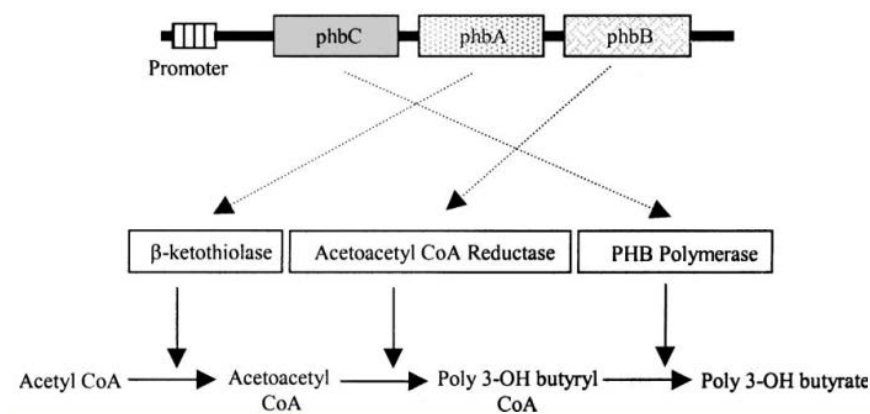 phbC phbA phbB
Promoter
β-ketothiolase Acetoacetyl CoA Reductase PHB Polymerase
Acetyl CoA Acetoacetyl CoA Poly 3-OH butyryl CoA Poly 3-OH butyrate